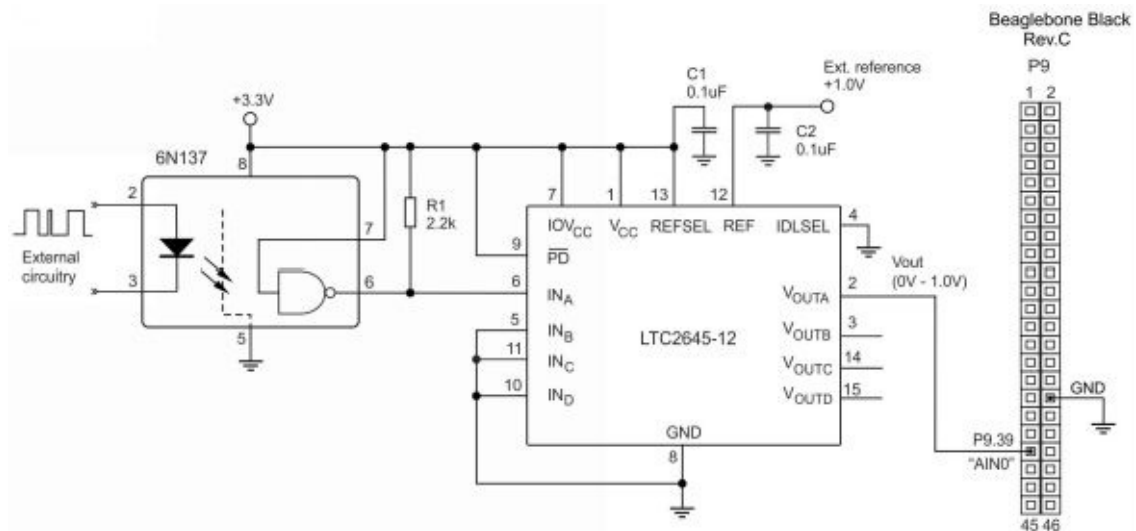 Beaglebone Black
Rev.C
P9
1 2
C1
0.1uF
Ext. reference
+1.0V
C2
0.1uF
+3.3V
6N137
8
2
7
R1
2.2k
External
circuitry
3
6
5
7
1
13
12
IOVCC
VCC
REFSEL
REF
IDLSEL
4
9
PD
6
INA
5
INB
11
INC
10
IND
LTC2645-12
Vout
(0V - 1.0V)
VOUTA
2
VOUTB
3
VOUTC
14
VOUTD
15
GND
8
GND
P9.39
"AIN0"
45 46